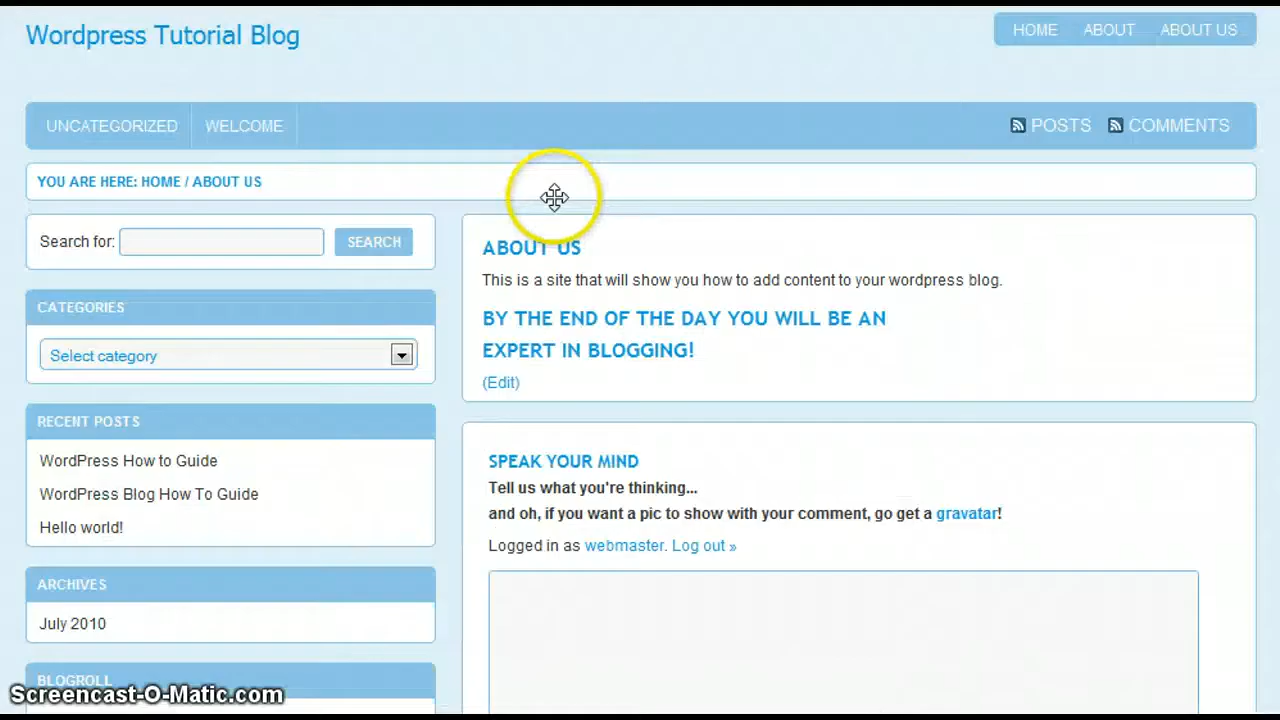 Wordpress Tutorial Blog
HOME ABOUT ABOUT US
UNCATEGORIZED WELCOME
POSTS COMMENTS
YOU ARE HERE: HOME / ABOUT US
Search for: SEARCH
CATEGORIES
Select category
RECENT POSTS
WordPress How to Guide
WordPress Blog How To Guide
Hello world!
ARCHIVES
July 2010
BLOGROLL
ABOUT US
This is a site that will show you how to add content to your wordpress blog.
BY THE END OF THE DAY YOU WILL BE AN
EXPERT IN BLOGGING!
(Edit)
SPEAK YOUR MIND
Tell us what you're thinking...
and oh, if you want a pic to show with your comment, go get a gravatar!
Logged in as webmaster. Log out »
Screencast-O-Matic.com